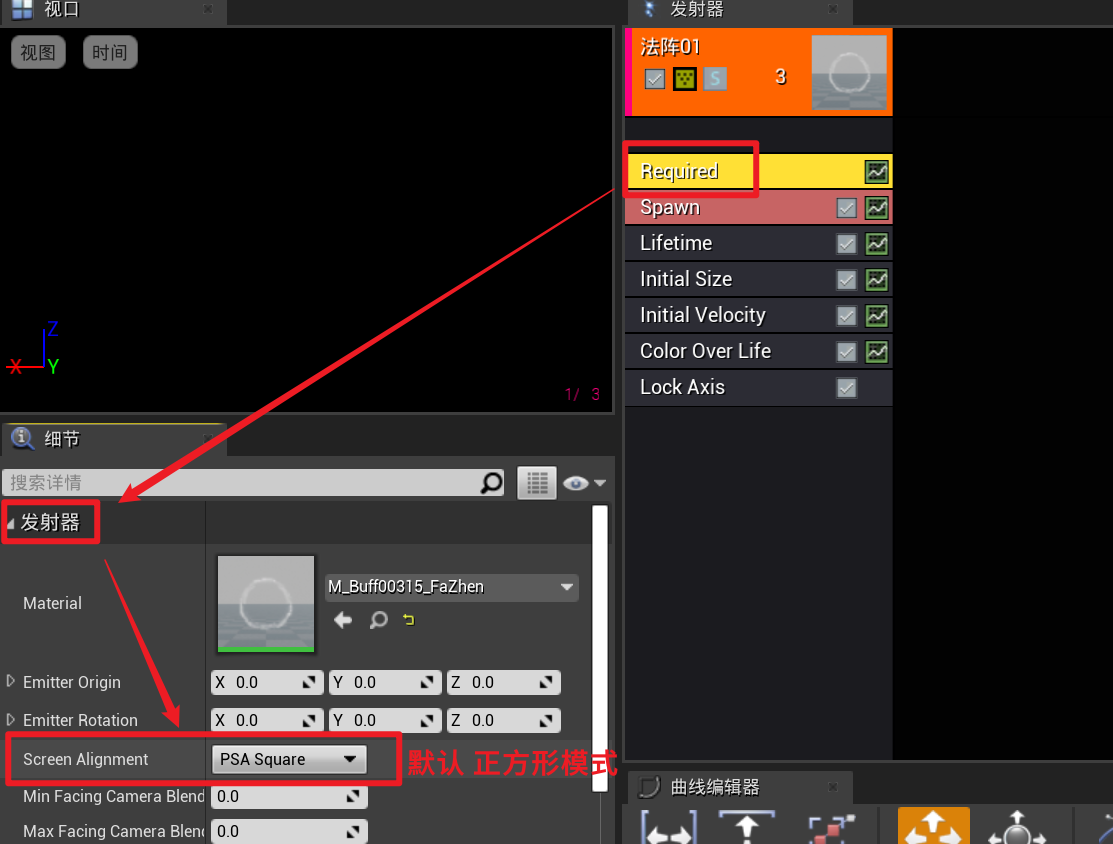 视口
视图
时间
Z
X
Y
1/ 3
细节
搜索详情
发射器
Material
M_Buff00315_FaZhen
Emitter Origin
X 0.0
Y 0.0
Z 0.0
Emitter Rotation
X 0.0
Y 0.0
Z 0.0
Screen Alignment
PSA Square
默认 正方形模式
Min Facing Camera Blend
0.0
Max Facing Camera Blend
0.0
发射器
法阵01
S
3
Required
Spawn
Lifetime
Initial Size
Initial Velocity
Color Over Life
Lock Axis
曲线编辑器